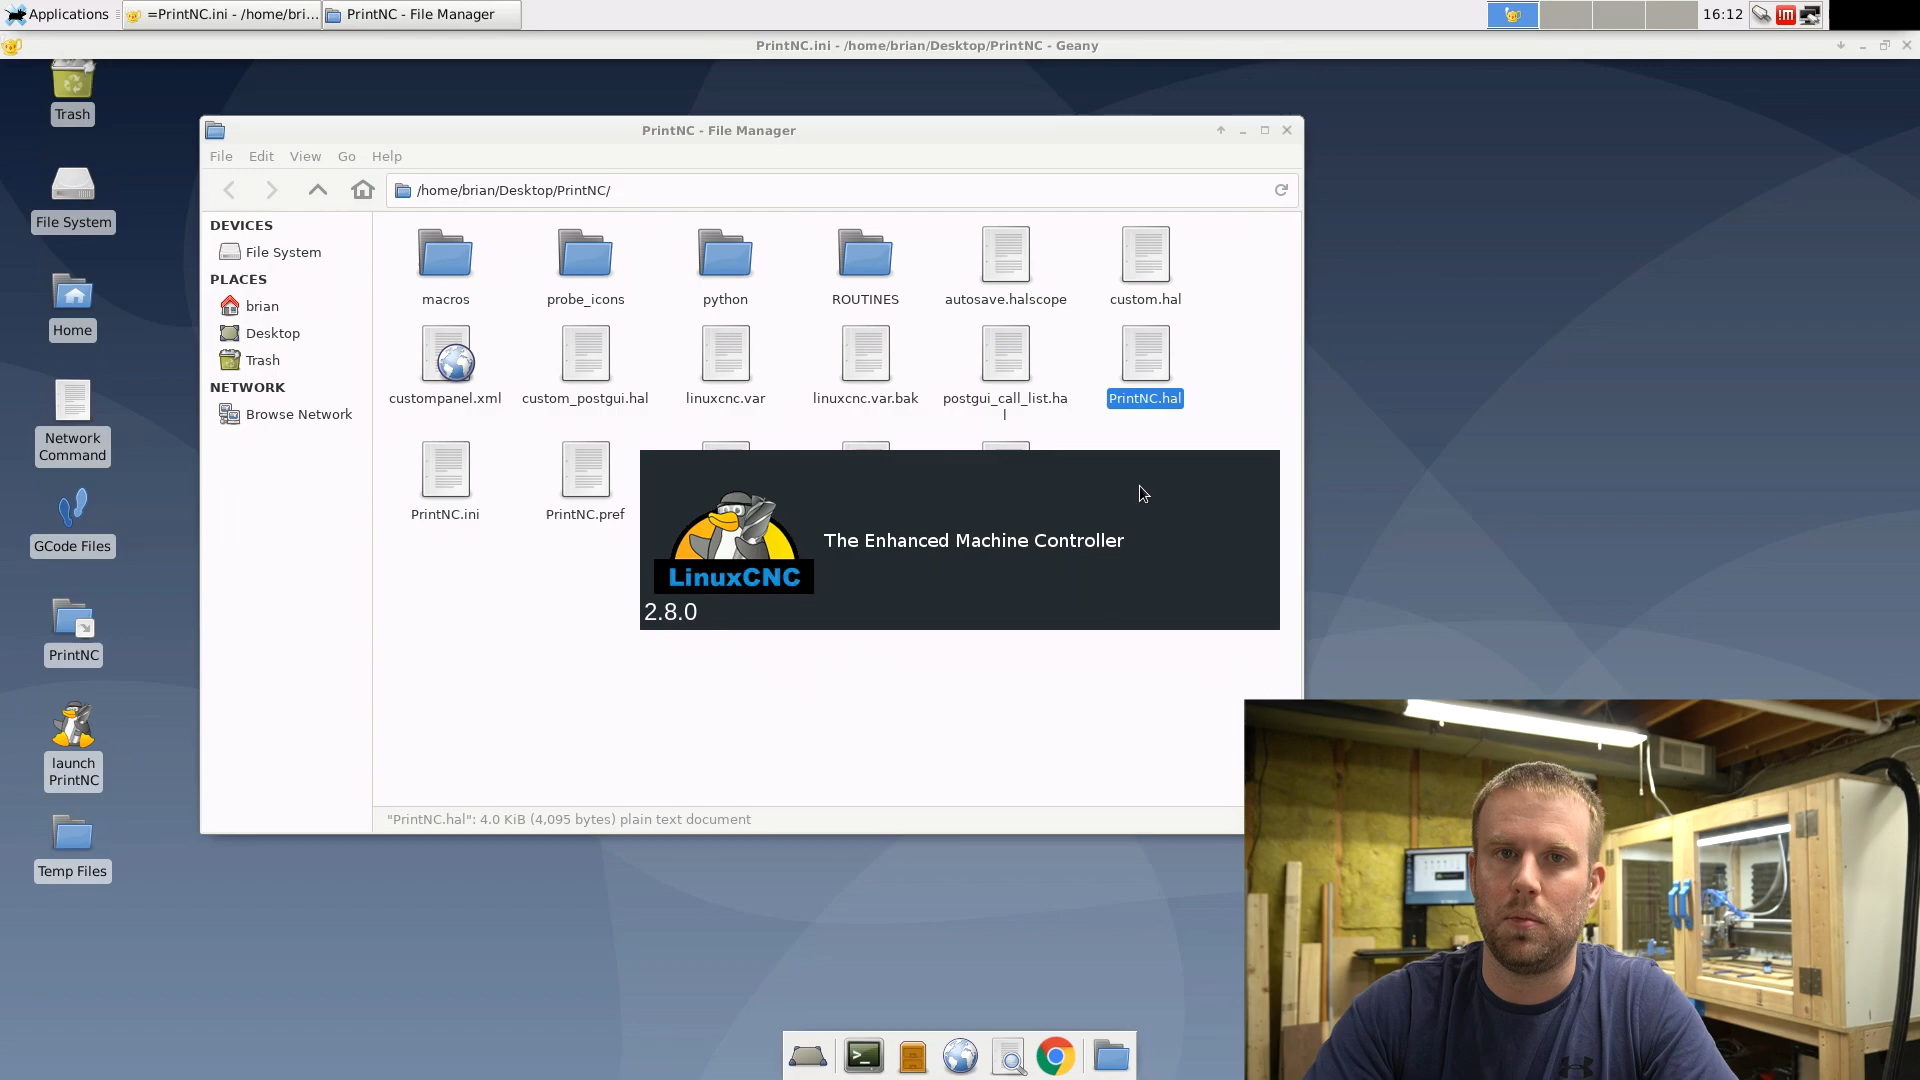 Applications
=PrintNC.ini - /home/bri...
PrintNC - File Manager
16:12
!m
PrintNC.ini - /home/brian/Desktop/PrintNC - Geany
Trash
File System
Home
Network
Command
GCode Files
PrintNC
launch
PrintNC
Temp Files
PrintNC - File Manager
File
Edit
View
Go
Help
/home/brian/Desktop/PrintNC/
DEVICES
File System
PLACES
brian
Desktop
Trash
NETWORK
Browse Network
macros
probe_icons
python
ROUTINES
autosave.halscope
custom.hal
custompanel.xml
custom_postgui.hal
linuxcnc.var
linuxcnc.var.bak
postgui_call_list.ha
l
PrintNC.hal
PrintNC.ini
PrintNC.pref
The Enhanced Machine Controller
LinuxCNC
2.8.0
"PrintNC.hal": 4.0 KiB (4,095 bytes) plain text document